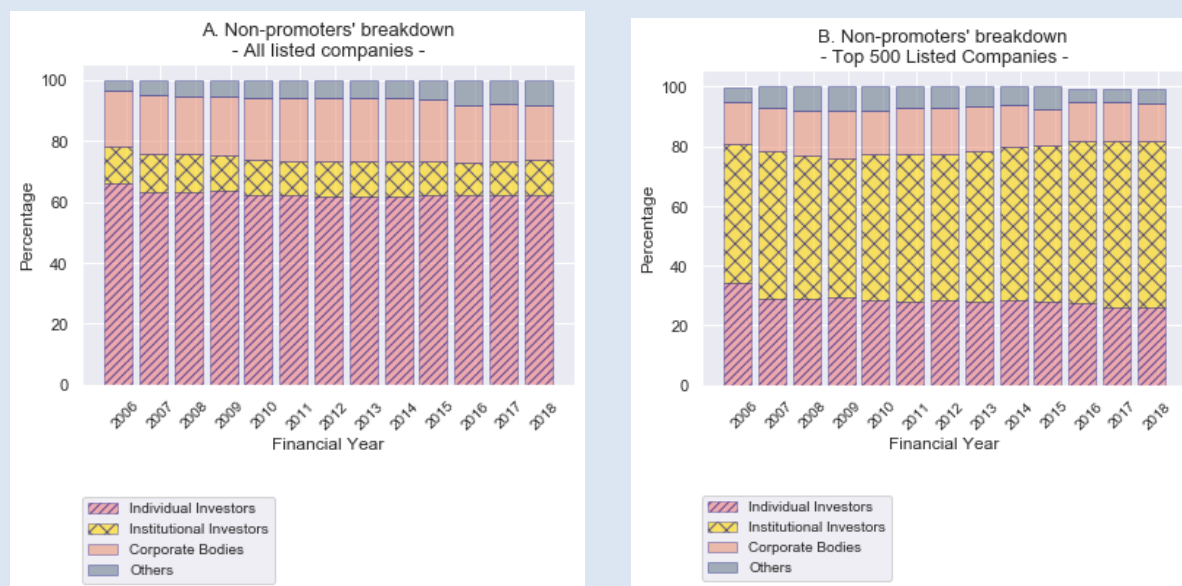 A. Non-promoters' breakdown
- All listed companies -
100
80
60
40
20
0
Percentage
2006
2007
2008
2009
2010
2011
2012
2013
2014
2015
2016
2017
2018
Financial Year
Individual Investors
Institutional Investors
Corporate Bodies
Others
B. Non-promoters' breakdown
- Top 500 Listed Companies -
100
80
60
40
20
0
Percentage
2006
2007
2008
2009
2010
2011
2012
2013
2014
2015
2016
2017
2018
Financial Year
Individual Investors
Institutional Investors
Corporate Bodies
Others